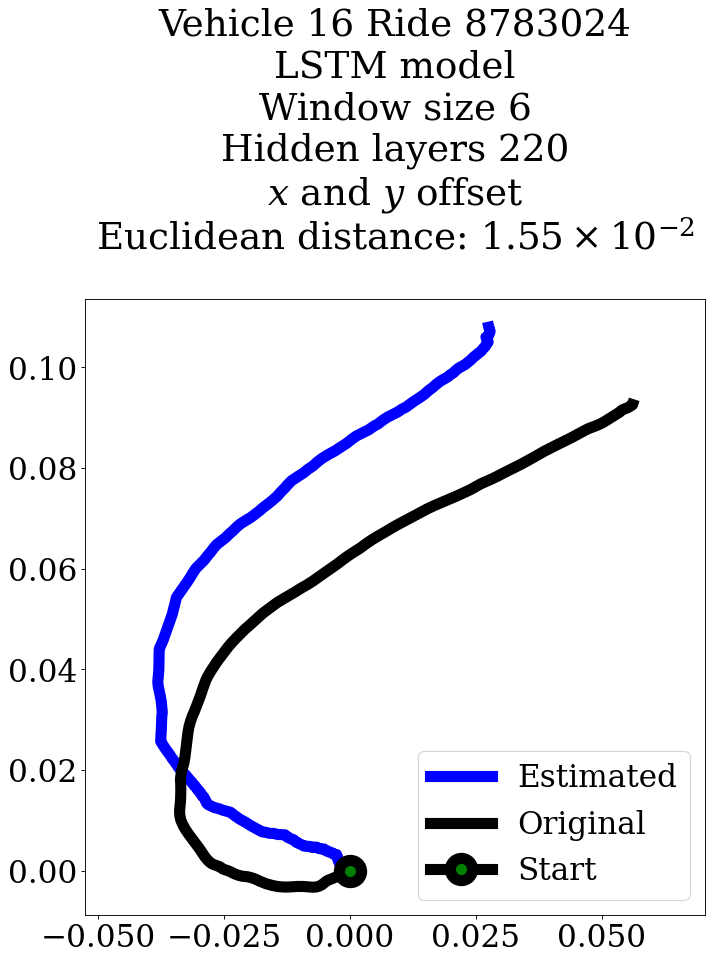 Vehicle 16 Ride 8783024
LSTM model
Window size 6
Hidden layers 220
x and y offset
Euclidean distance: 1.55 × 10⁻²
0.10
0.08
0.06
0.04
0.02
0.00
Estimated
Original
Start
−0.050 −0.025 0.000 0.025 0.050